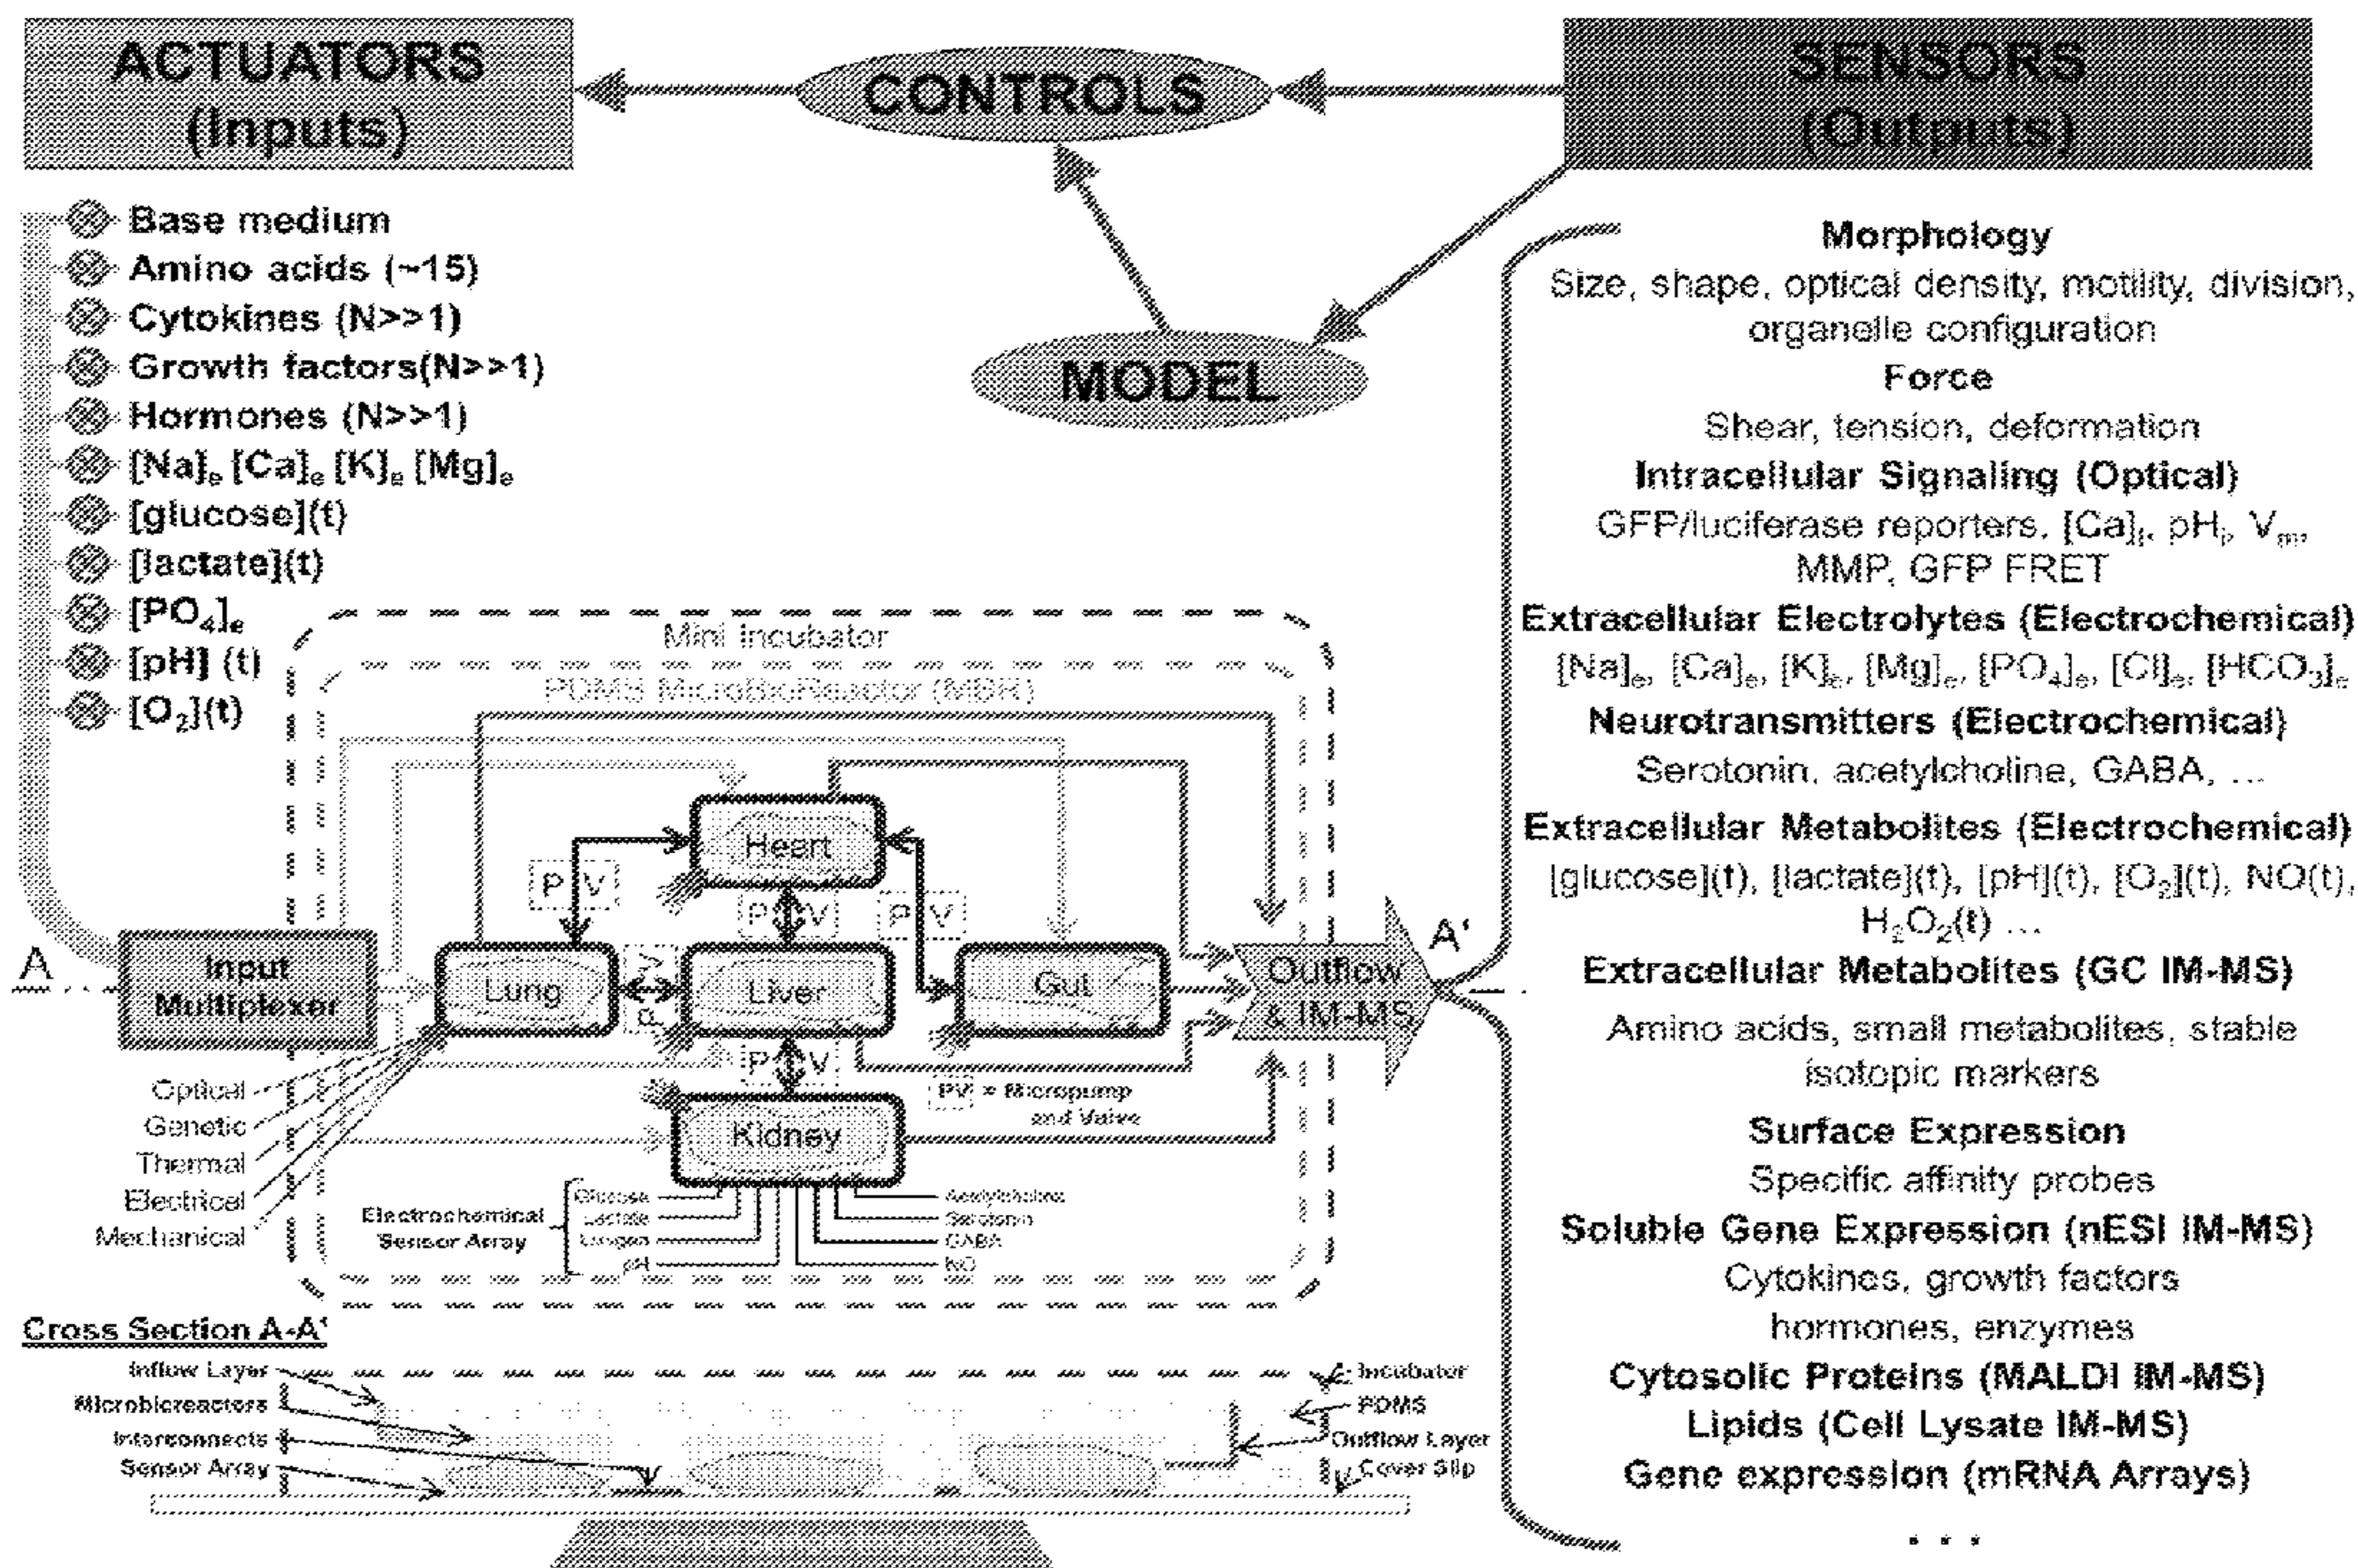 ACTUATORS
(Inputs)
CONTROLS
SENSORS
(Outputs)
MODEL
Base medium
Amino acids (~15)
Cytokines (N>>1)
Growth factors(N>>1)
Hormones (N>>1)
[Na]e [Ca]e [K]e [Mg]e
[glucose](t)
[lactate](t)
[PO4]e
[pH] (t)
[O2](t)
Mini Incubator
PDMS MicrobioReactor (MBR)
Heart
P V
P V
P V
Lung
P V
Liver
Gut
P V
Kidney
A
Input
Multiplexer
Outflow
& IM-MS
A'
PV = Micropump
and Valve
Optical
Genetic
Thermal
Electrical
Mechanical
Electrochemical
Sensor Array
Glucose
Lactate
pH
Acetylcholine
Serotonin
GABA
NO
Cross Section A-A'
Inflow Layer
Microbioreactors
Interconnects
Sensor Array
Incubator
PDMS
Outflow Layer
Cover Slip
Morphology
Size, shape, optical density, motility, division,
organelle configuration
Force
Shear, tension, deformation
Intracellular Signaling (Optical)
GFP/luciferase reporters, [Ca]i, pHi, Vm,
MMP, GFP FRET
Extracellular Electrolytes (Electrochemical)
[Na]e, [Ca]e, [K]e, [Mg]e, [PO4]e, [Cl]e, [HCO3]e
Neurotransmitters (Electrochemical)
Serotonin, acetylcholine, GABA, ...
Extracellular Metabolites (Electrochemical)
[glucose](t), [lactate](t), [pH](t), [O2](t), NO(t),
H2O2(t) ...
Extracellular Metabolites (GC IM-MS)
Amino acids, small metabolites, stable
isotopic markers
Surface Expression
Specific affinity probes
Soluble Gene Expression (nESI IM-MS)
Cytokines, growth factors
hormones, enzymes
Cytosolic Proteins (MALDI IM-MS)
Lipids (Cell Lysate IM-MS)
Gene expression (mRNA Arrays)
. . .